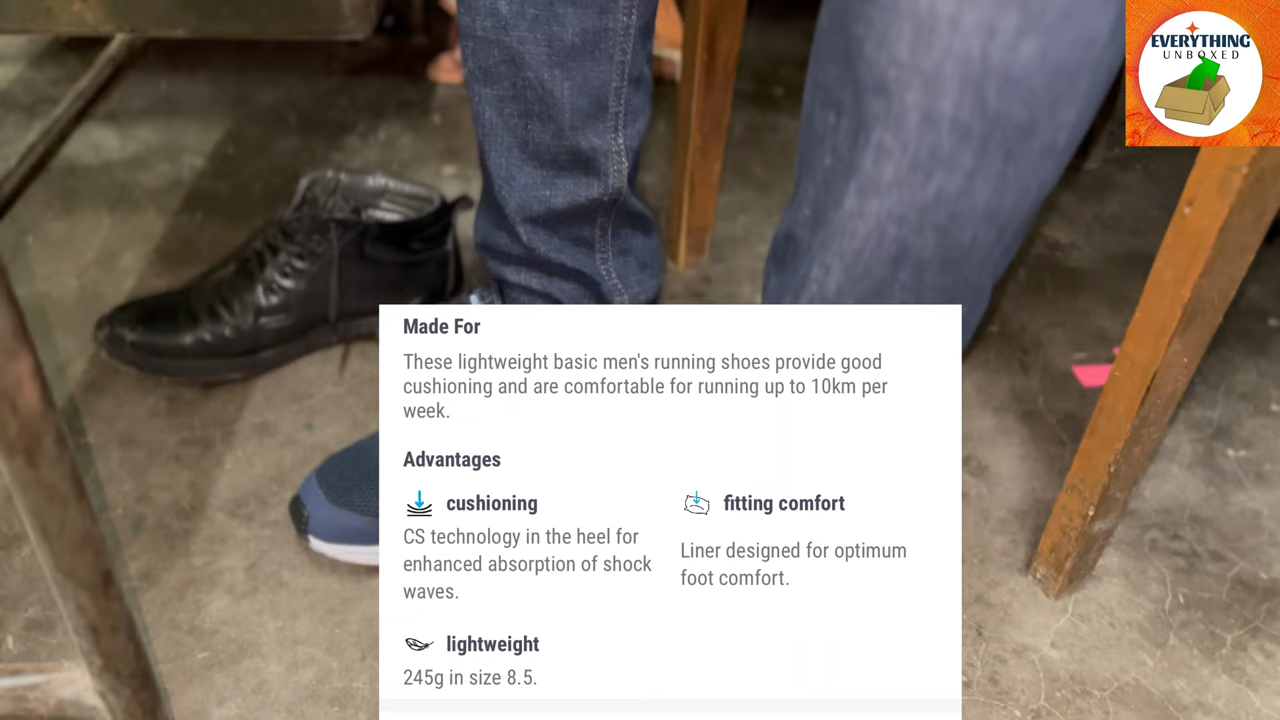 EVERYTHING
UNBOXED
Made For
These lightweight basic men's running shoes provide good
cushioning and are comfortable for running up to 10km per
week.
Advantages
cushioning
fitting comfort
CS technology in the heel for
enhanced absorption of shock
waves.
Liner designed for optimum
foot comfort.
lightweight
245g in size 8.5.